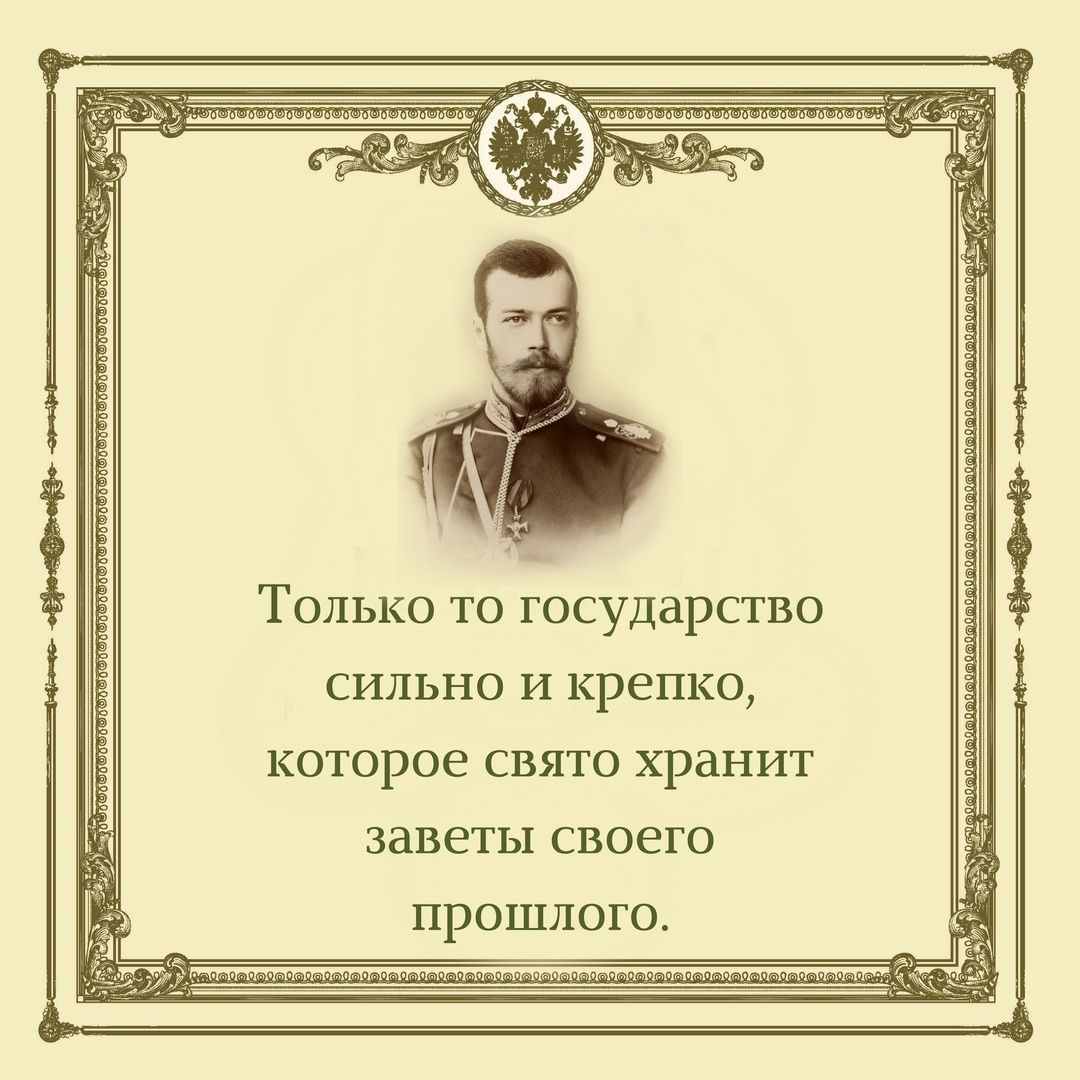 Только то государство
сильно и крепко,
которое свято хранит
заветы своего
прошлого.